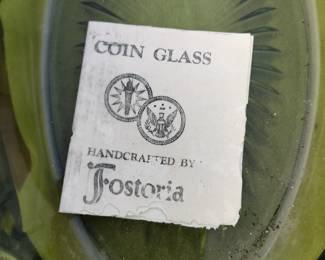 COIN GLASS
HANDCRAFTED BY
Fostoria